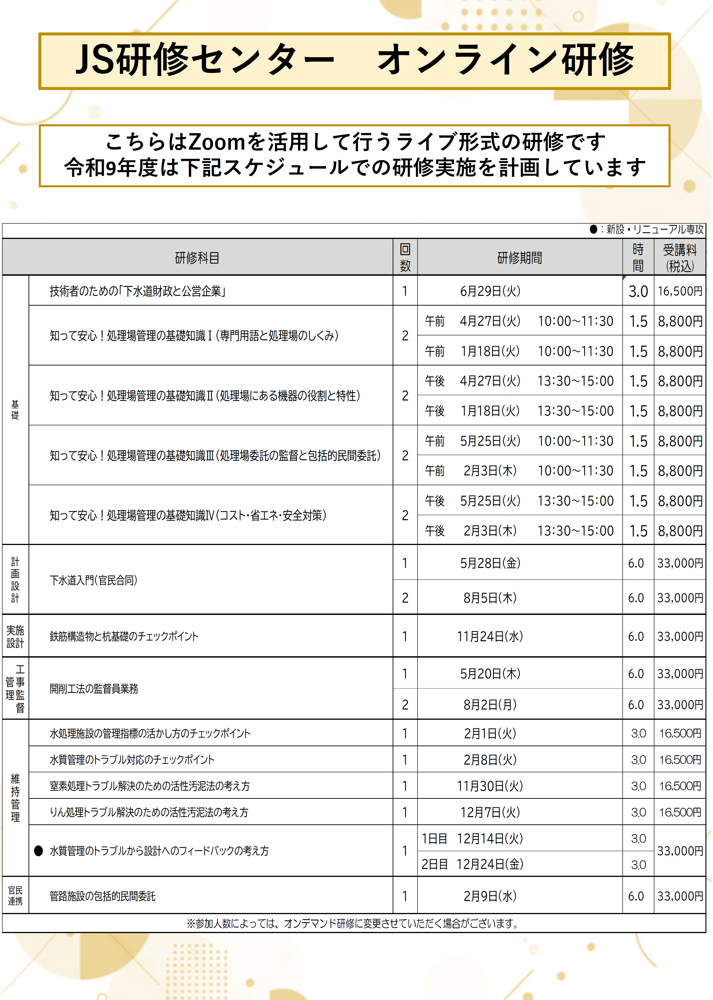 JS研修センター　オンライン研修
こちらはZoomを活用して行うライブ形式の研修です
令和9年度は下記スケジュールでの研修実施を計画しています
●：新設・リニューアル専攻
研修科目 回数 研修期間 時間 受講料(税込)
基礎
技術者のための「下水道財政と公営企業」 1 6月29日(火) 3.0 16,500円
知って安心！処理場管理の基礎知識Ⅰ(専門用語と処理場のしくみ) 2 午前 4月27日(火) 10:00～11:30 1.5 8,800円
午前 1月18日(火) 10:00～11:30 1.5 8,800円
知って安心！処理場管理の基礎知識Ⅱ(処理場にある機器の役割と特性) 2 午後 4月27日(火) 13:30～15:00 1.5 8,800円
午後 1月18日(火) 13:30～15:00 1.5 8,800円
知って安心！処理場管理の基礎知識Ⅲ(処理場委託の監督と包括的民間委託) 2 午前 5月25日(火) 10:00～11:30 1.5 8,800円
午前 2月3日(木) 10:00～11:30 1.5 8,800円
知って安心！処理場管理の基礎知識Ⅳ(コスト・省エネ・安全対策) 2 午後 5月25日(火) 13:30～15:00 1.5 8,800円
午後 2月3日(木) 13:30～15:00 1.5 8,800円
計画設計
下水道入門(官民合同) 1 5月28日(金) 6.0 33,000円
2 8月5日(木) 6.0 33,000円
実施設計
鉄筋構造物と杭基礎のチェックポイント 1 11月24日(水) 6.0 33,000円
工事監督管理
開削工法の監督員業務 1 5月20日(木) 6.0 33,000円
2 8月2日(月) 6.0 33,000円
維持管理
水処理施設の管理指標の活かし方のチェックポイント 1 2月1日(火) 3.0 16,500円
水質管理のトラブル対応のチェックポイント 1 2月8日(火) 3.0 16,500円
窒素処理トラブル解決のための活性汚泥法の考え方 1 11月30日(火) 3.0 16,500円
りん処理トラブル解決のための活性汚泥法の考え方 1 12月7日(火) 3.0 16,500円
● 水質管理のトラブルから設計へのフィードバックの考え方 1 1日目 12月14日(火) 3.0 33,000円
2日目 12月24日(金) 3.0
官民連携
管路施設の包括的民間委託 1 2月9日(水) 6.0 33,000円
※参加人数によっては、オンデマンド研修に変更させていただく場合がございます。